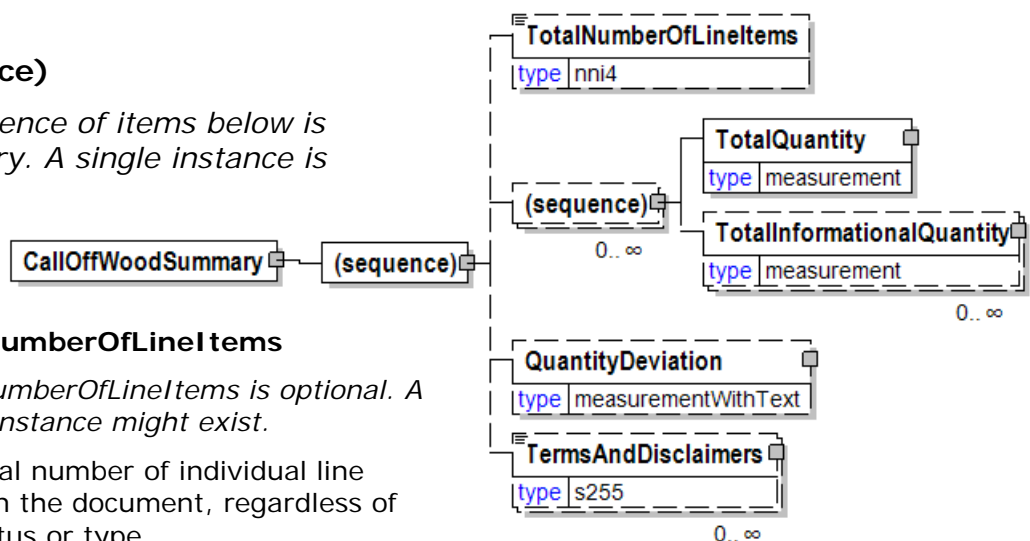 ce)
ence of items below is
ry. A single instance is
CallOffWoodSummary
(sequence)
TotalNumberOfLineItems
type nni4
(sequence)
0.. ∞
TotalQuantity
type measurement
TotalInformationalQuantity
type measurement
0.. ∞
QuantityDeviation
type measurementWithText
TermsAndDisclaimers
type s255
0.. ∞
umberOfLineItems
umberOfLineItems is optional. A
nstance might exist.
al number of individual line
n the document, regardless of
tus or type